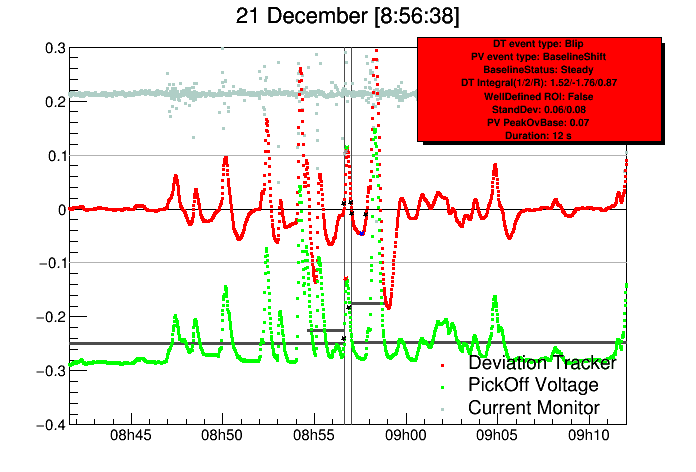 21 December [8:56:38]
DT event type: Blip
PV event type: BaselineShift
BaselineStatus: Steady
DT Integral(1/2/R): 1.52/-1.76/0.87
WellDefined ROI: False
StandDev: 0.06/0.03
PV PeakOvBase: 0.07
Duration: 12 s
0.3
0.2
0.1
0
−0.1
−0.2
−0.3
−0.4
Deviation Tracker
PickOff Voltage
Current Monitor
08h45 08h50 08h55 09h00 09h05 09h10